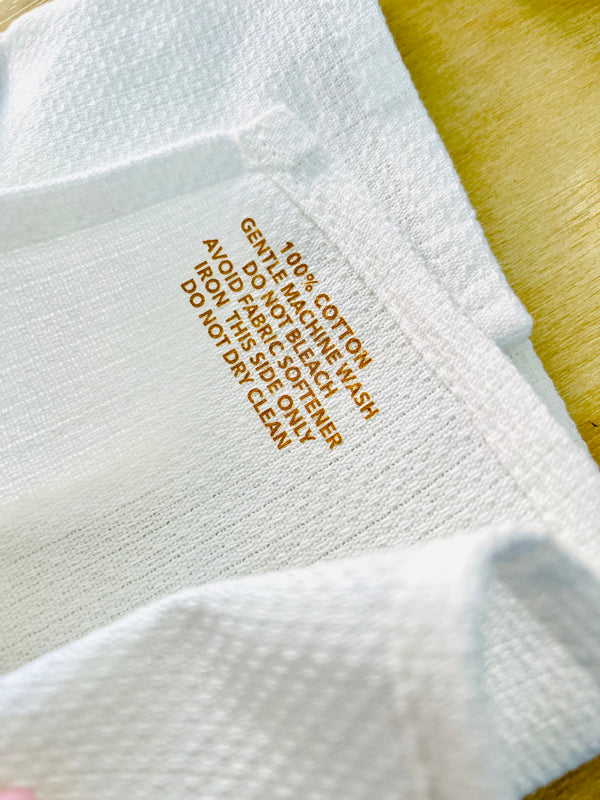 100% COTTON
GENTLE MACHINE WASH
DO NOT BLEACH
AVOID FABRIC SOFTENER
IRON THIS SIDE ONLY
DO NOT DRY CLEAN